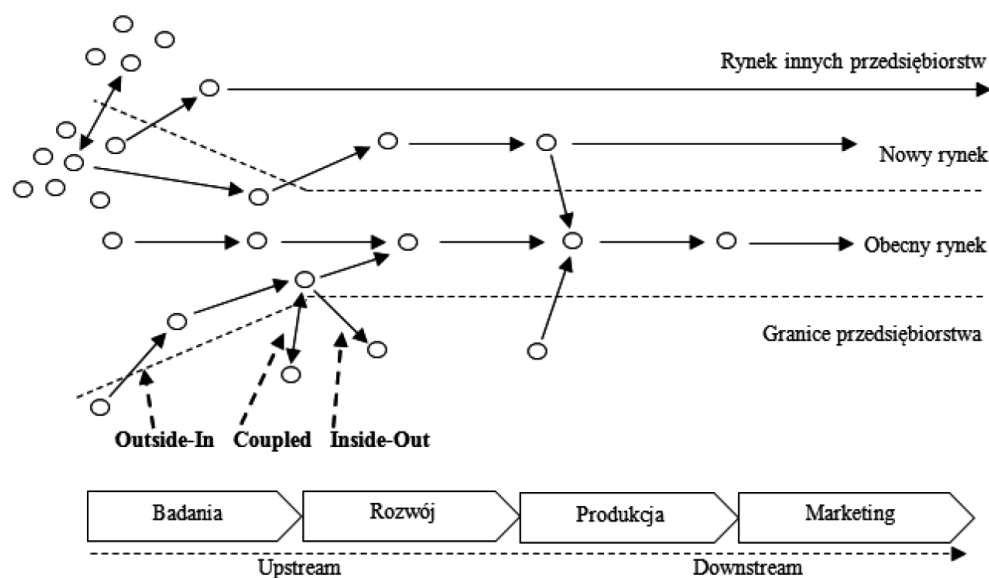 Rynek innych przedsiębiorstw
Nowy rynek
Obecny rynek
Granice przedsiębiorstwa
Outside-In Coupled Inside-Out
Badania Rozwój Produkcja Marketing
Upstream Downstream